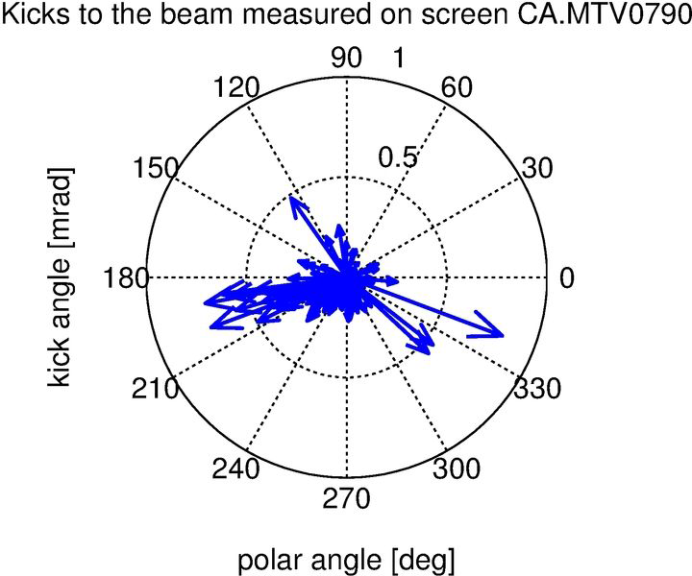 Kicks to the beam measured on screen CA.MTV0790
90 1
120 60
0.5
150 30
180 0
210 330
240 300
270
kick angle [mrad]
polar angle [deg]